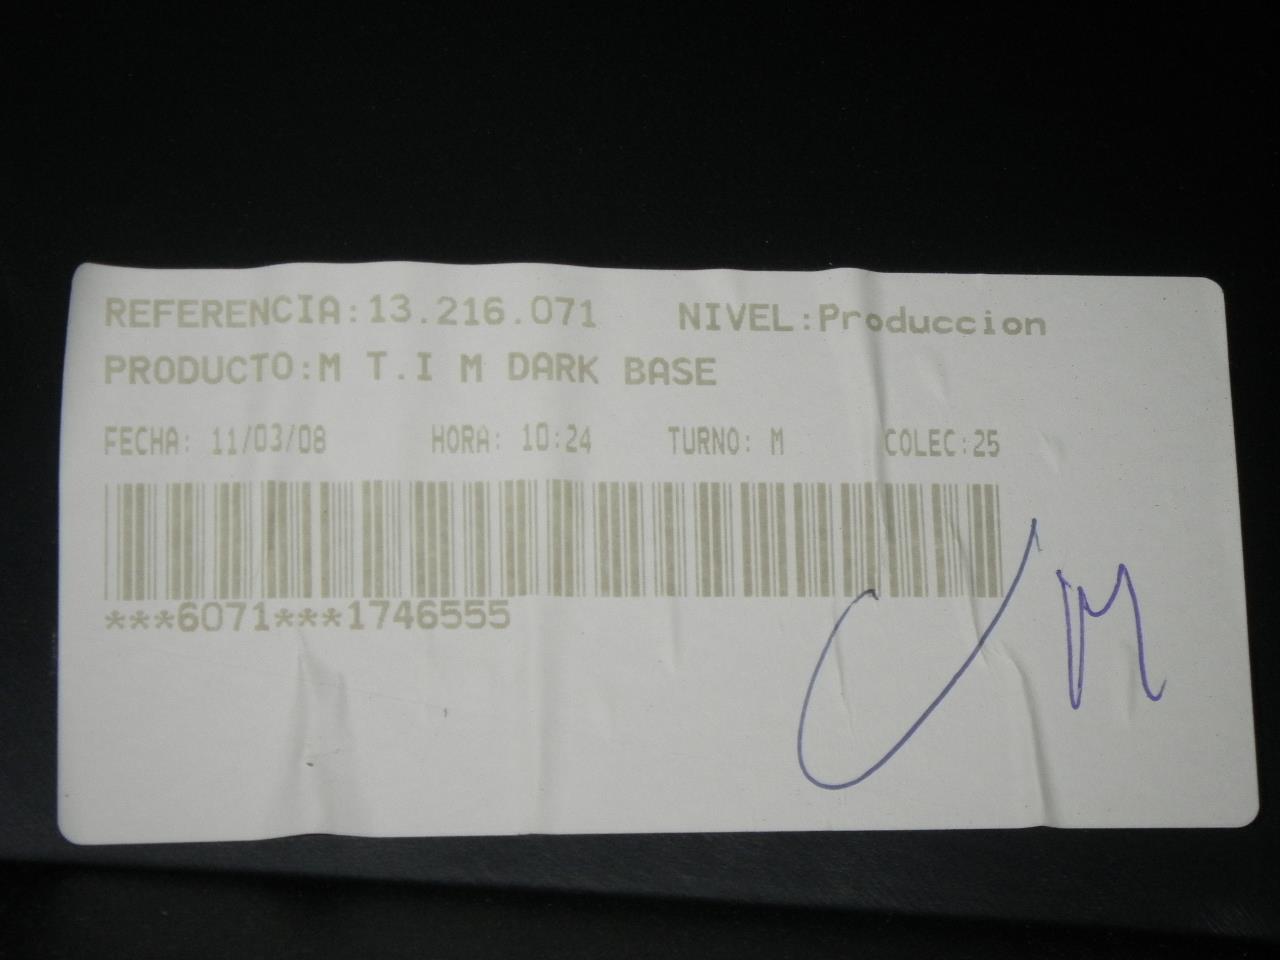 REFERENCIA:13.216.071 NIVEL:Produccion
PRODUCTO:M T.I M DARK BASE
FECHA: 11/03/08 HORA: 10:24 TURNO: M COLEC:25
***6071***1746555